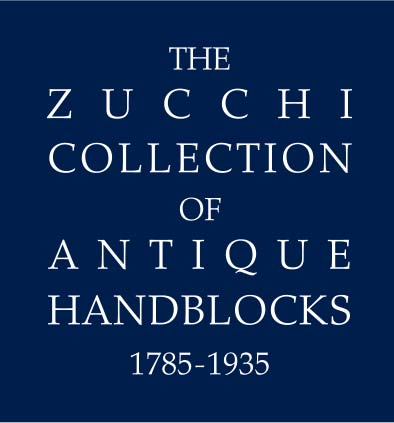 THE
ZUCCHI
COLLECTION
OF
ANTIQUE
HANDBLOCKS
1785-1935